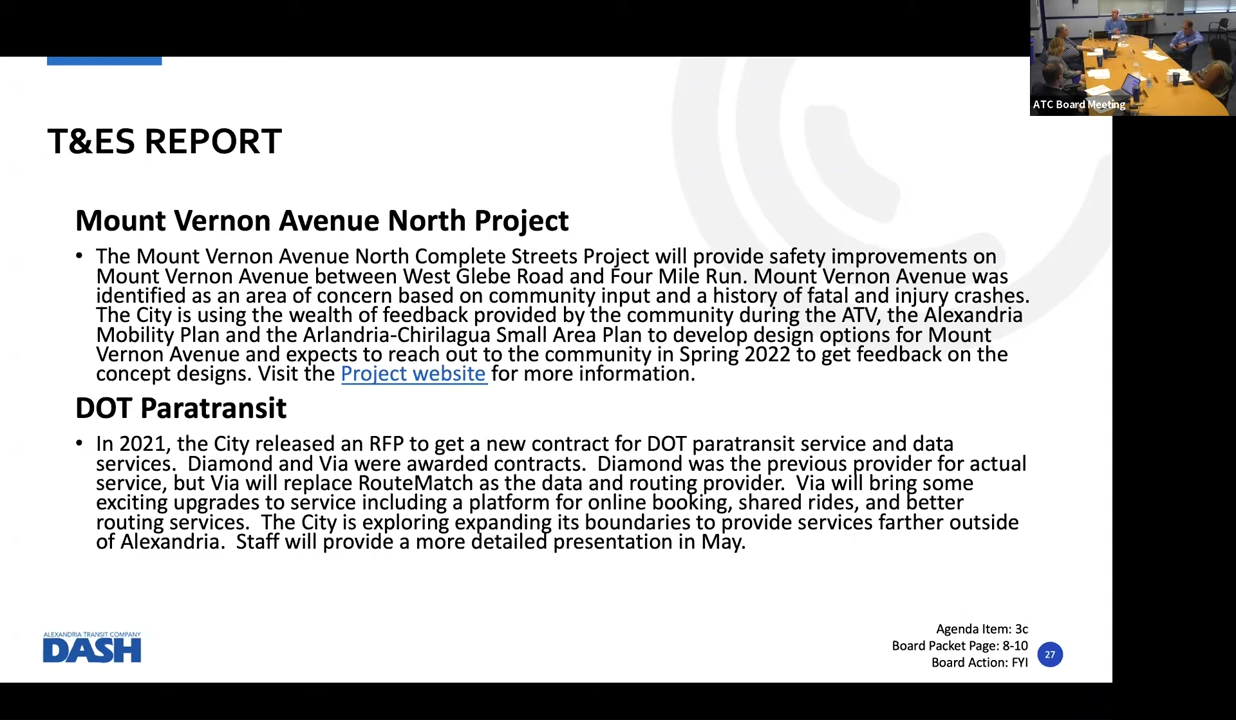 ATC Board Meeting
T&ES REPORT
Mount Vernon Avenue North Project
• The Mount Vernon Avenue North Complete Streets Project will provide safety improvements on
Mount Vernon Avenue between West Glebe Road and Four Mile Run. Mount Vernon Avenue was
identified as an area of concern based on community input and a history of fatal and injury crashes.
The City is using the wealth of feedback provided by the community during the ATV, the Alexandria
Mobility Plan and the Arlandria-Chirilagua Small Area Plan to develop design options for Mount
Vernon Avenue and expects to reach out to the community in Spring 2022 to get feedback on the
concept designs. Visit the Project website for more information.
DOT Paratransit
• In 2021, the City released an RFP to get a new contract for DOT paratransit service and data
services. Diamond and Via were awarded contracts. Diamond was the previous provider for actual
service, but Via will replace RouteMatch as the data and routing provider. Via will bring some
exciting upgrades to service including a platform for online booking, shared rides, and better
routing services. The City is exploring expanding its boundaries to provide services farther outside
of Alexandria. Staff will provide a more detailed presentation in May.
ALEXANDRIA TRANSIT COMPANY
DASH
Agenda Item: 3c
Board Packet Page: 8-10
Board Action: FYI
27